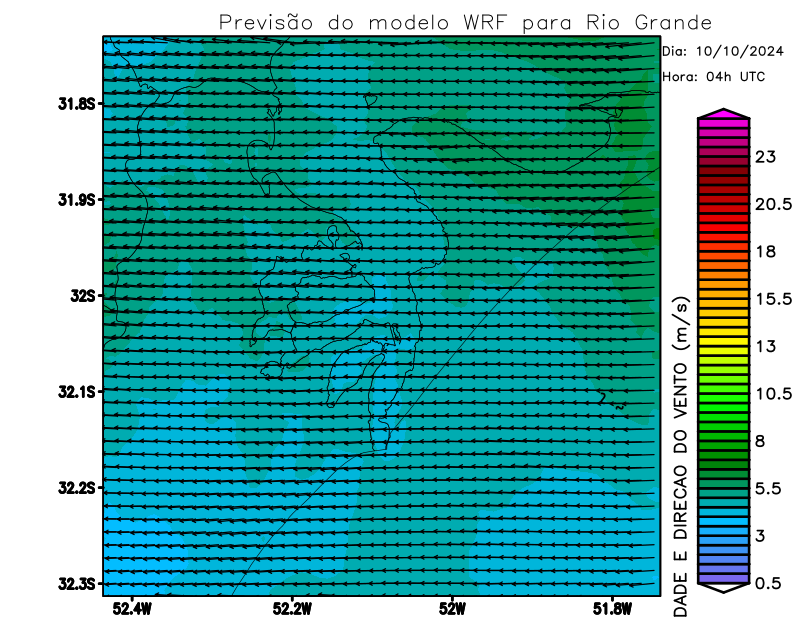 Previsão do modelo WRF para Rio Grande
Dia: 10/10/2024
Hora: 04h UTC
31.8S
31.9S
32S
32.1S
32.2S
32.3S
52.4W
52.2W
52W
51.8W
DADE E DIRECAO DO VENTO (m/s)
23
20.5
18
15.5
13
10.5
8
5.5
3
0.5